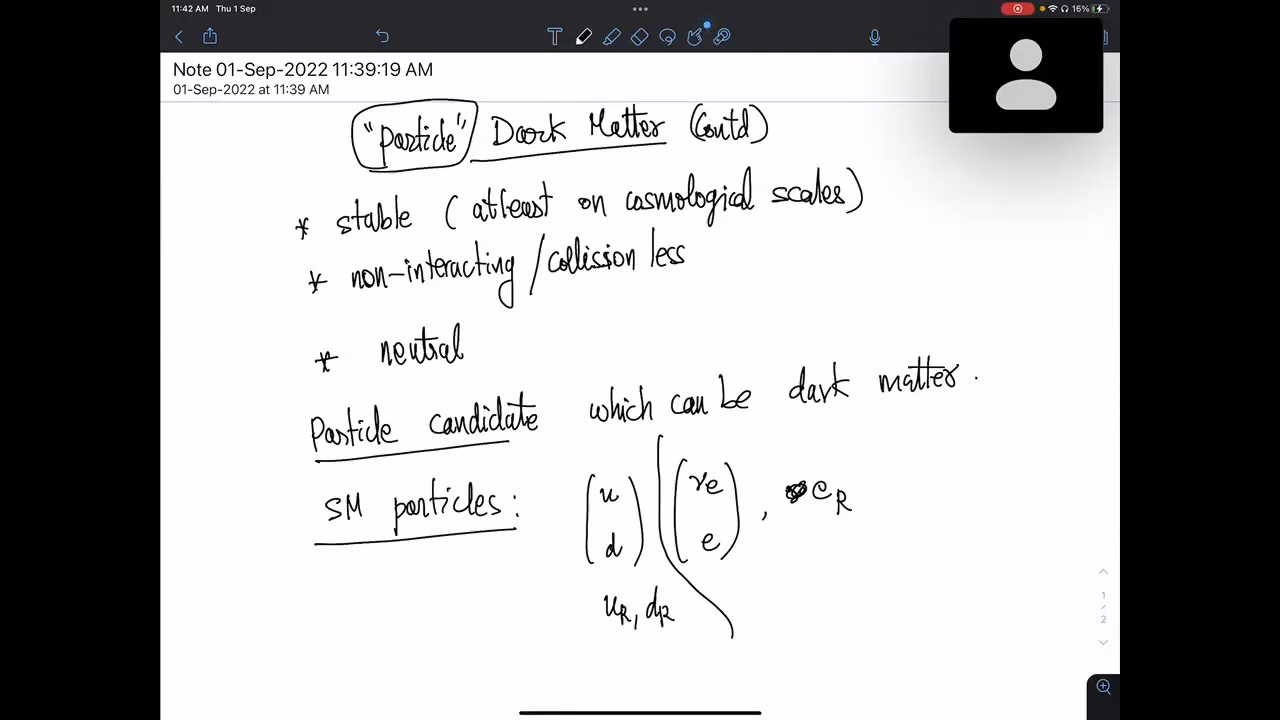 11:42 AM Thu 1 Sep
16%
Note 01-Sep-2022 11:39:19 AM
01-Sep-2022 at 11:39 AM
"Particle" Dark Matter (Contd)
* stable (atleast on cosmological scales)
* non-interacting / collision less
* neutral
Particle candidate which can be dark matter.
SM particles: (u d) (νe e), eR
uR, dR
1/2